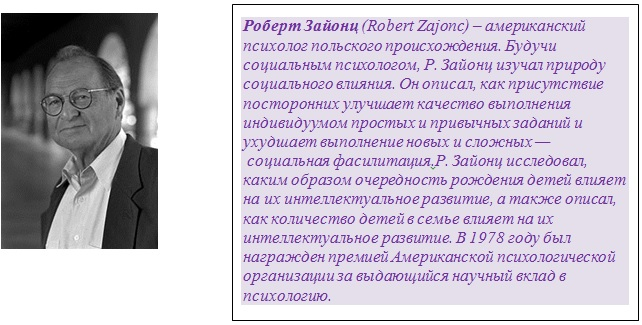 Роберт Зайонц (Robert Zajonc) – американский
психолог польского происхождения. Будучи
социальным психологом, Р. Зайонц изучал природу
социального влияния. Он описал, как присутствие
посторонних улучшает качество выполнения
индивидуумом простых и привычных заданий и
ухудшает выполнение новых и сложных —
социальная фасилитация.Р. Зайонц исследовал,
каким образом очередность рождения детей влияет
на их интеллектуальное развитие, а также описал,
как количество детей в семье влияет на их
интеллектуальное развитие. В 1978 году был
награжден премией Американской психологической
организации за выдающийся научный вклад в
психологию.